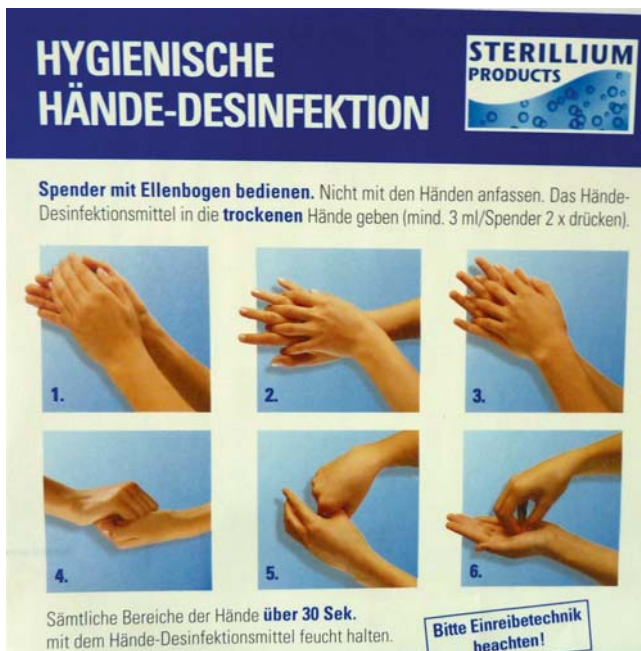 HYGIENISCHE
HÄNDE-DESINFEKTION
STERILLIUM
PRODUCTS
Spender mit Ellenbogen bedienen. Nicht mit den Händen anfassen. Das Hände-
Desinfektionsmittel in die trockenen Hände geben (mind. 3 ml/Spender 2 x drücken).
1.
2.
3.
4.
5.
6.
Sämtliche Bereiche der Hände über 30 Sek.
mit dem Hände-Desinfektionsmittel feucht halten.
Bitte Einreibetechnik
beachten!